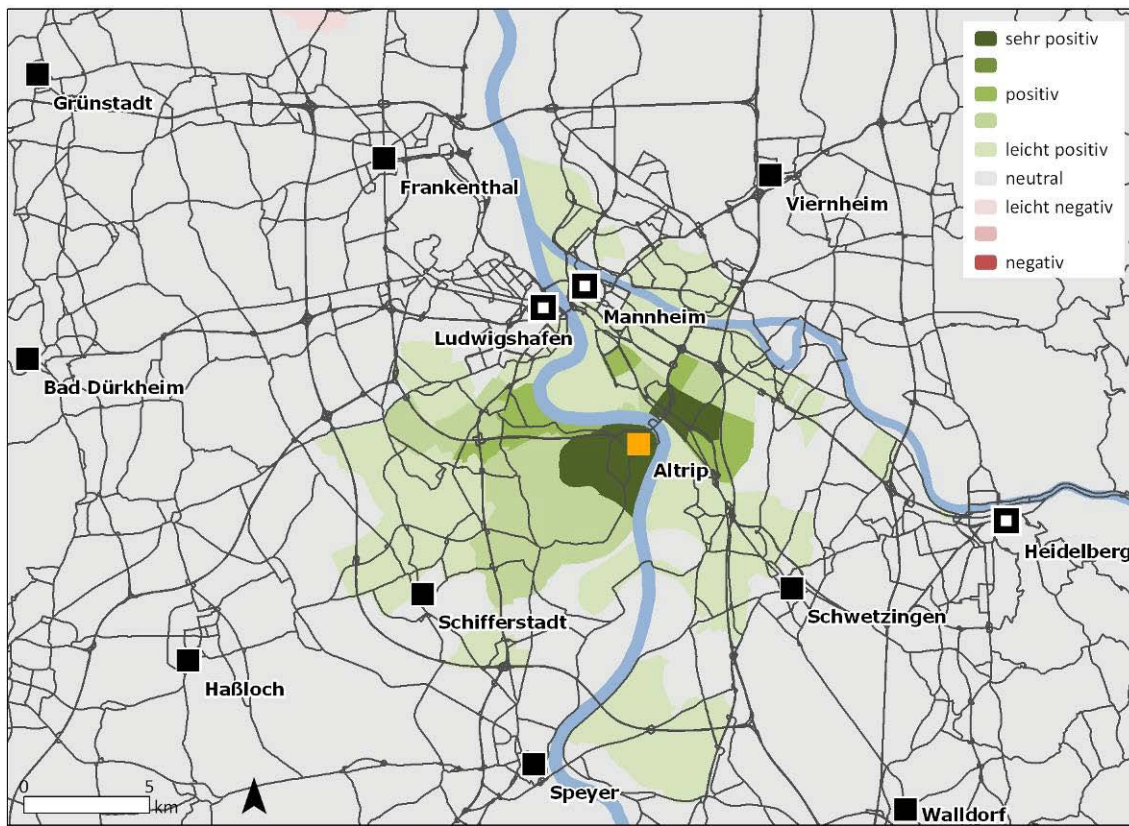 sehr positiv
positiv
leicht positiv
neutral
leicht negativ
negativ
Grünstadt
Frankenthal
Viernheim
Mannheim
Ludwigshafen
Bad Dürkheim
Altrip
Heidelberg
Schwetzingen
Schifferstadt
Haßloch
Speyer
Walldorf
0 5
km